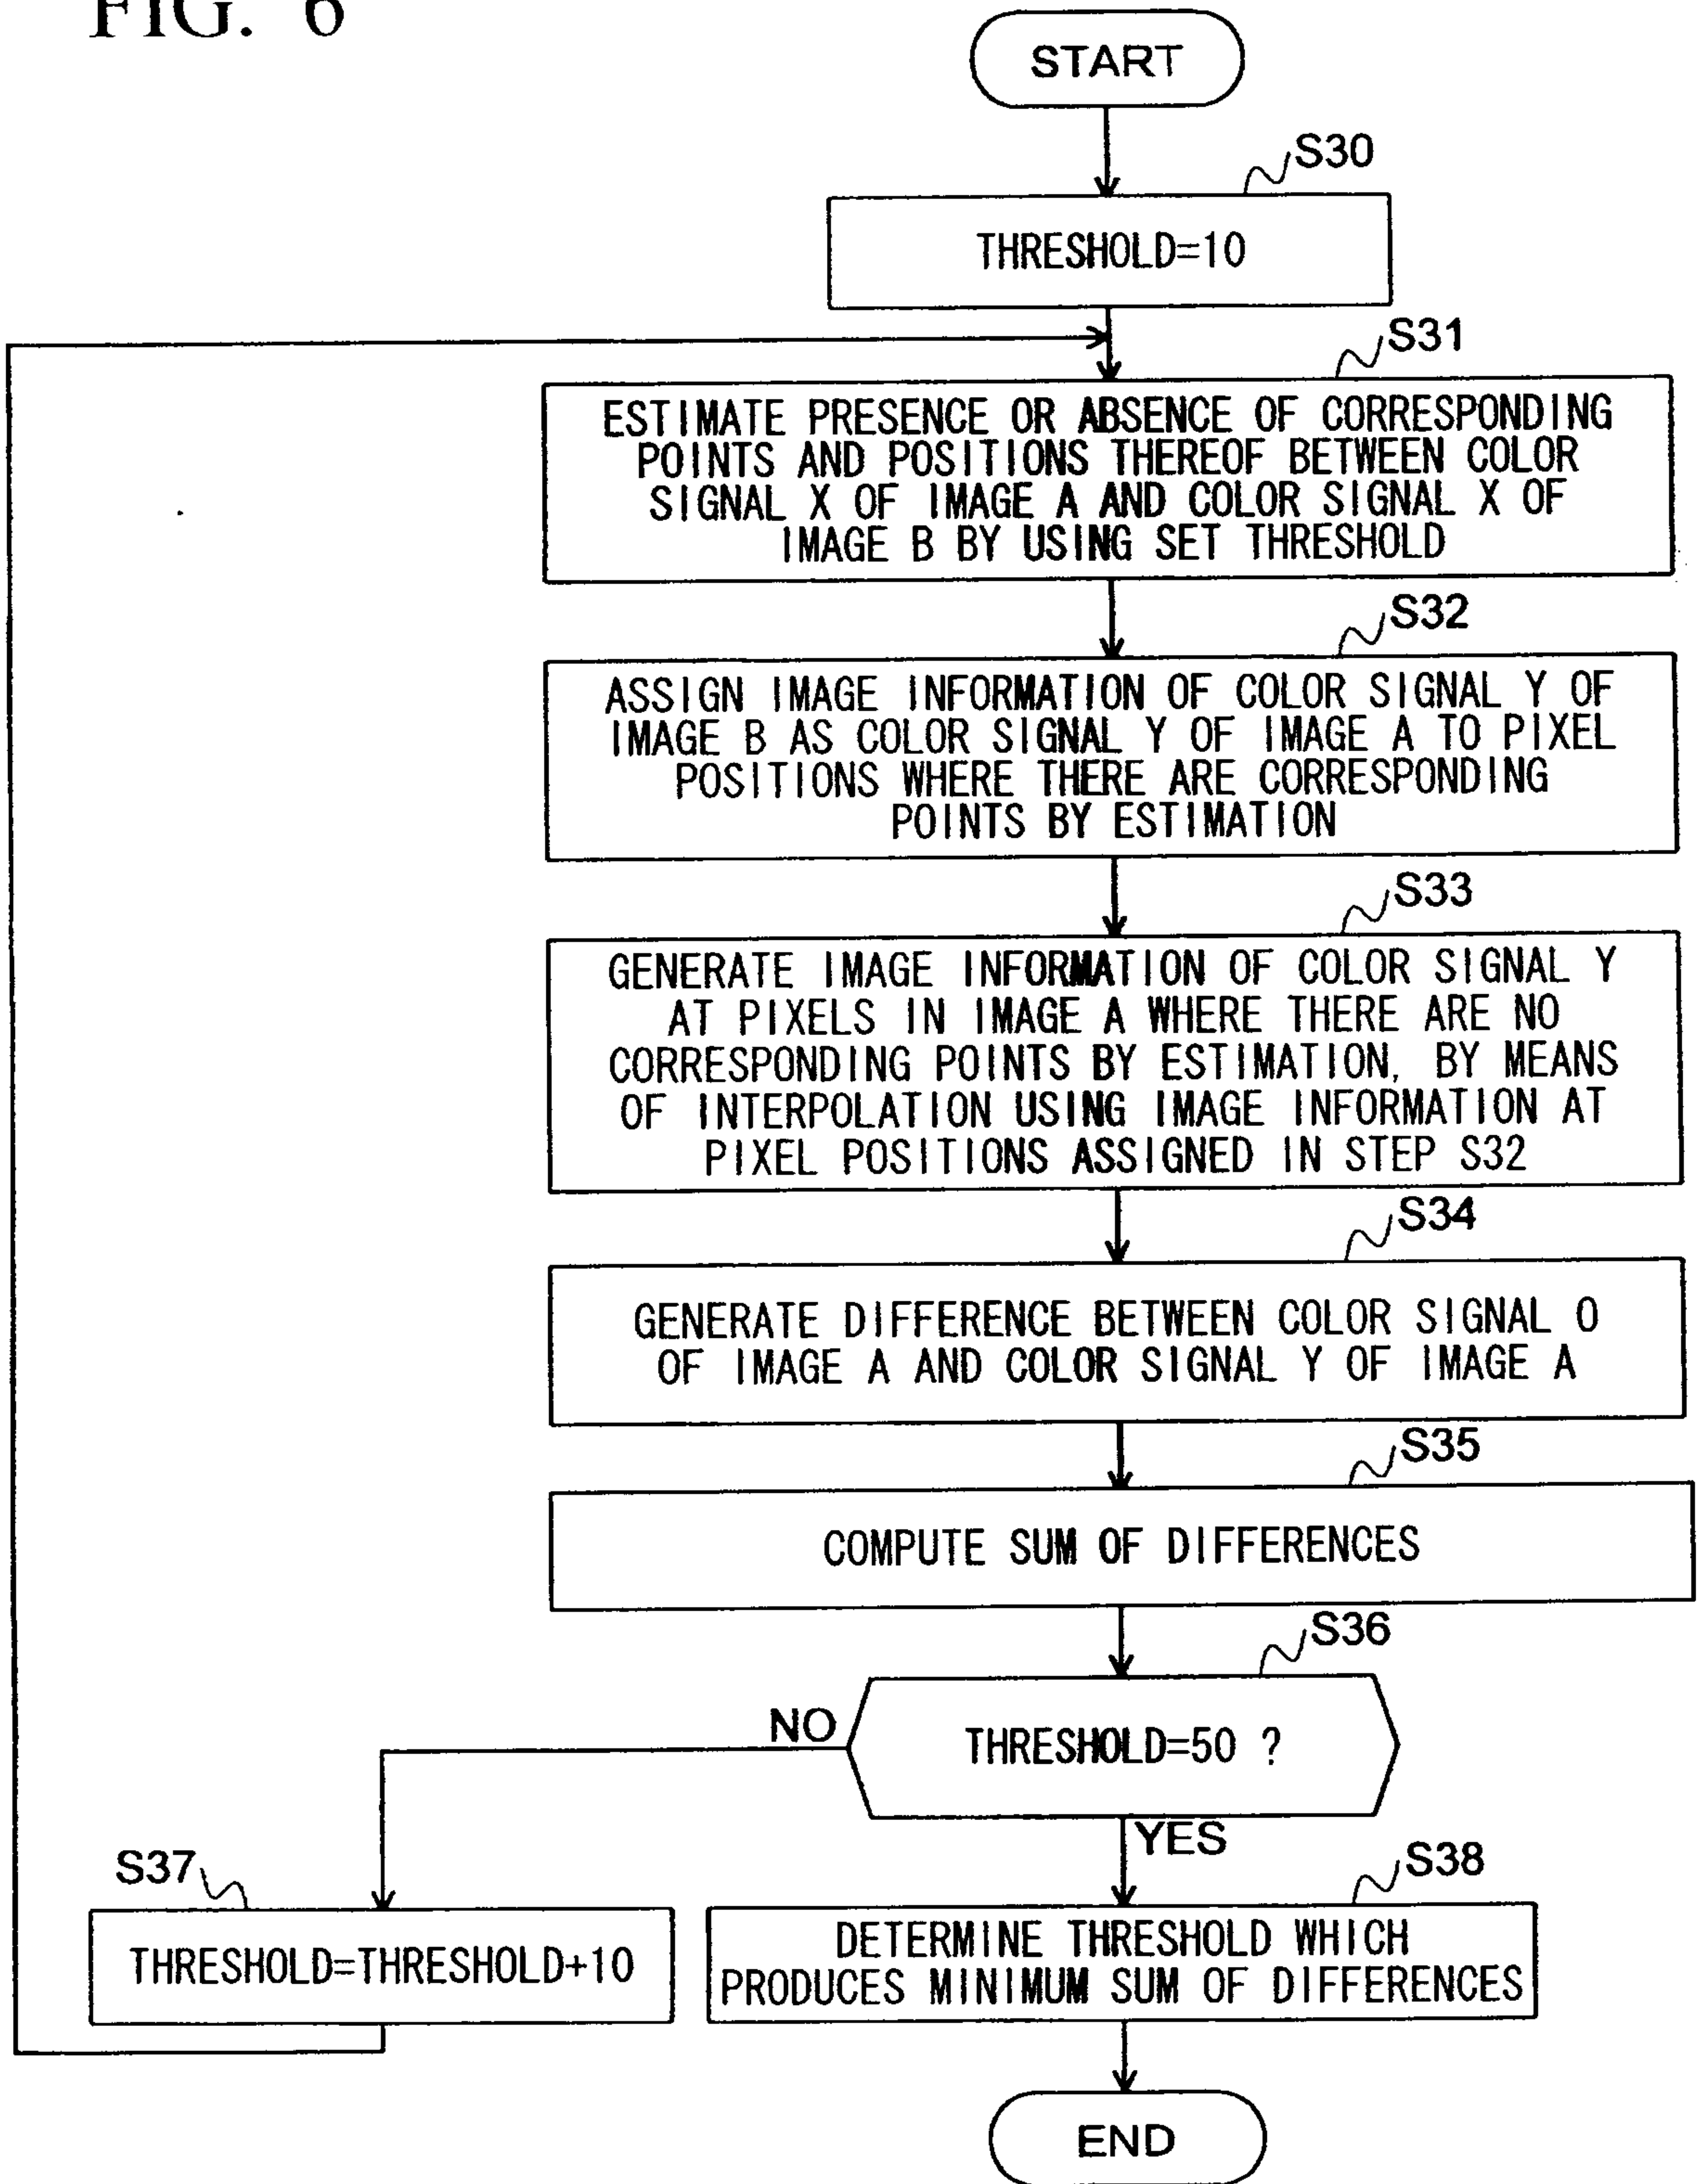 FIG. 6
START
S30
THRESHOLD=10
S31
ESTIMATE PRESENCE OR ABSENCE OF CORRESPONDING
POINTS AND POSITIONS THEREOF BETWEEN COLOR
SIGNAL X OF IMAGE A AND COLOR SIGNAL X OF
IMAGE B BY USING SET THRESHOLD
S32
ASSIGN IMAGE INFORMATION OF COLOR SIGNAL Y OF
IMAGE B AS COLOR SIGNAL Y OF IMAGE A TO PIXEL
POSITIONS WHERE THERE ARE CORRESPONDING
POINTS BY ESTIMATION
S33
GENERATE IMAGE INFORMATION OF COLOR SIGNAL Y
AT PIXELS IN IMAGE A WHERE THERE ARE NO
CORRESPONDING POINTS BY ESTIMATION, BY MEANS
OF INTERPOLATION USING IMAGE INFORMATION AT
PIXEL POSITIONS ASSIGNED IN STEP S32
S34
GENERATE DIFFERENCE BETWEEN COLOR SIGNAL O
OF IMAGE A AND COLOR SIGNAL Y OF IMAGE A
S35
COMPUTE SUM OF DIFFERENCES
S36
THRESHOLD=50 ?
NO
YES
S37
THRESHOLD=THRESHOLD+10
S38
DETERMINE THRESHOLD WHICH
PRODUCES MINIMUM SUM OF DIFFERENCES
END